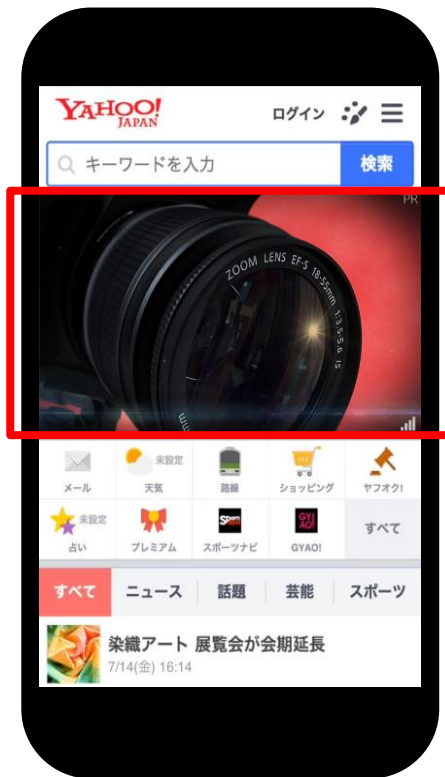 YAHOO!
JAPAN
ログイン
キーワードを入力
検索
PR
ZOOM LENS EF-S 18-55mm 1:3.5-5.6 IS
mm
メール
未設定
天気
路線
ショッピング
ヤフオク!
未設定
占い
プレミアム
Sports
スポーツナビ
GYAO!
GYAO!
すべて
すべて
ニュース
話題
芸能
スポーツ
染織アート 展覧会が会期延長
7/14(金) 16:14